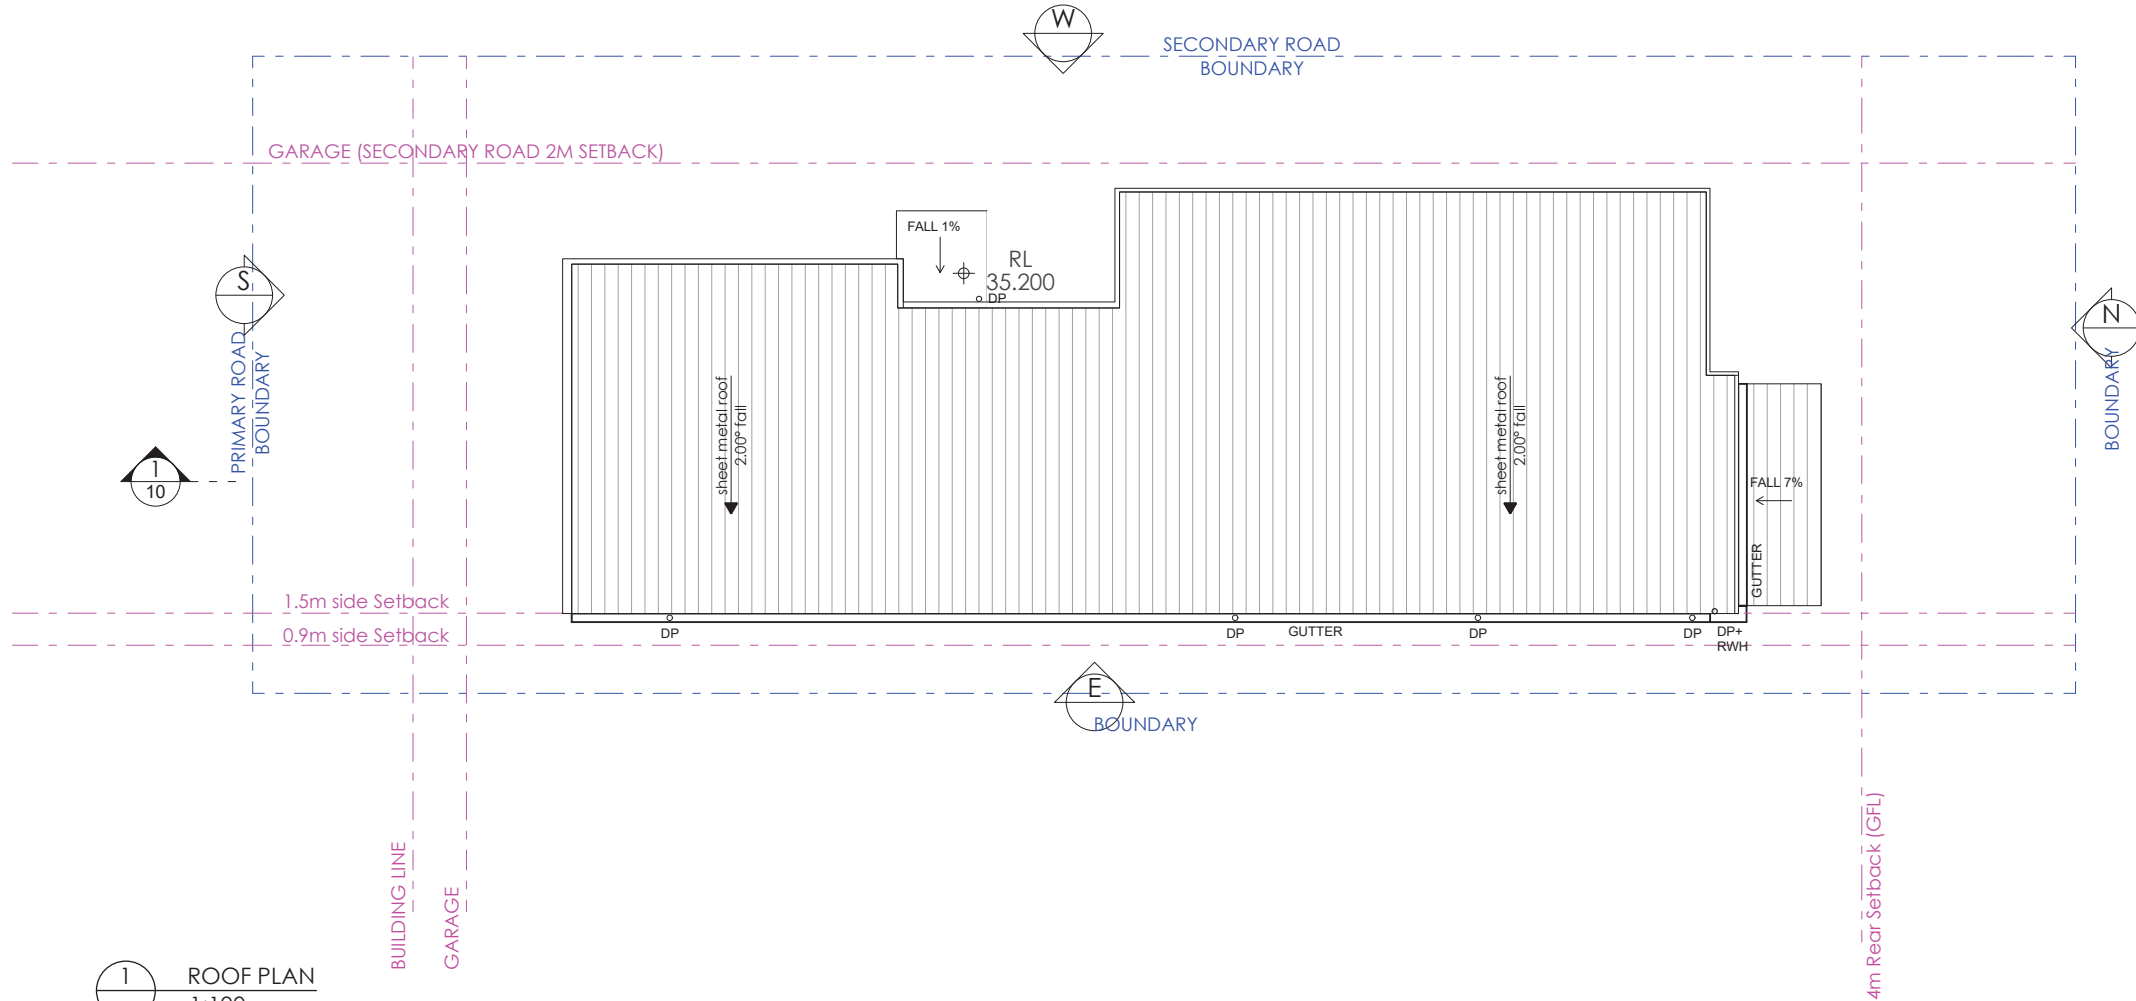 W
SECONDARY ROAD
BOUNDARY
GARAGE (SECONDARY ROAD 2M SETBACK)
FALL 1%
RL
35.200
DP
S
N
PRIMARY ROAD
BOUNDARY
BOUNDARY
sheet metal roof
2.00° fall
sheet metal roof
2.00° fall
1
10
FALL 7%
GUTTER
1.5m side Setback
0.9m side Setback
DP
DP
GUTTER
DP
DP
DP+
RWH
E
BOUNDARY
BUILDING LINE
GARAGE
4m Rear Setback (GFL)
1
ROOF PLAN
1:100